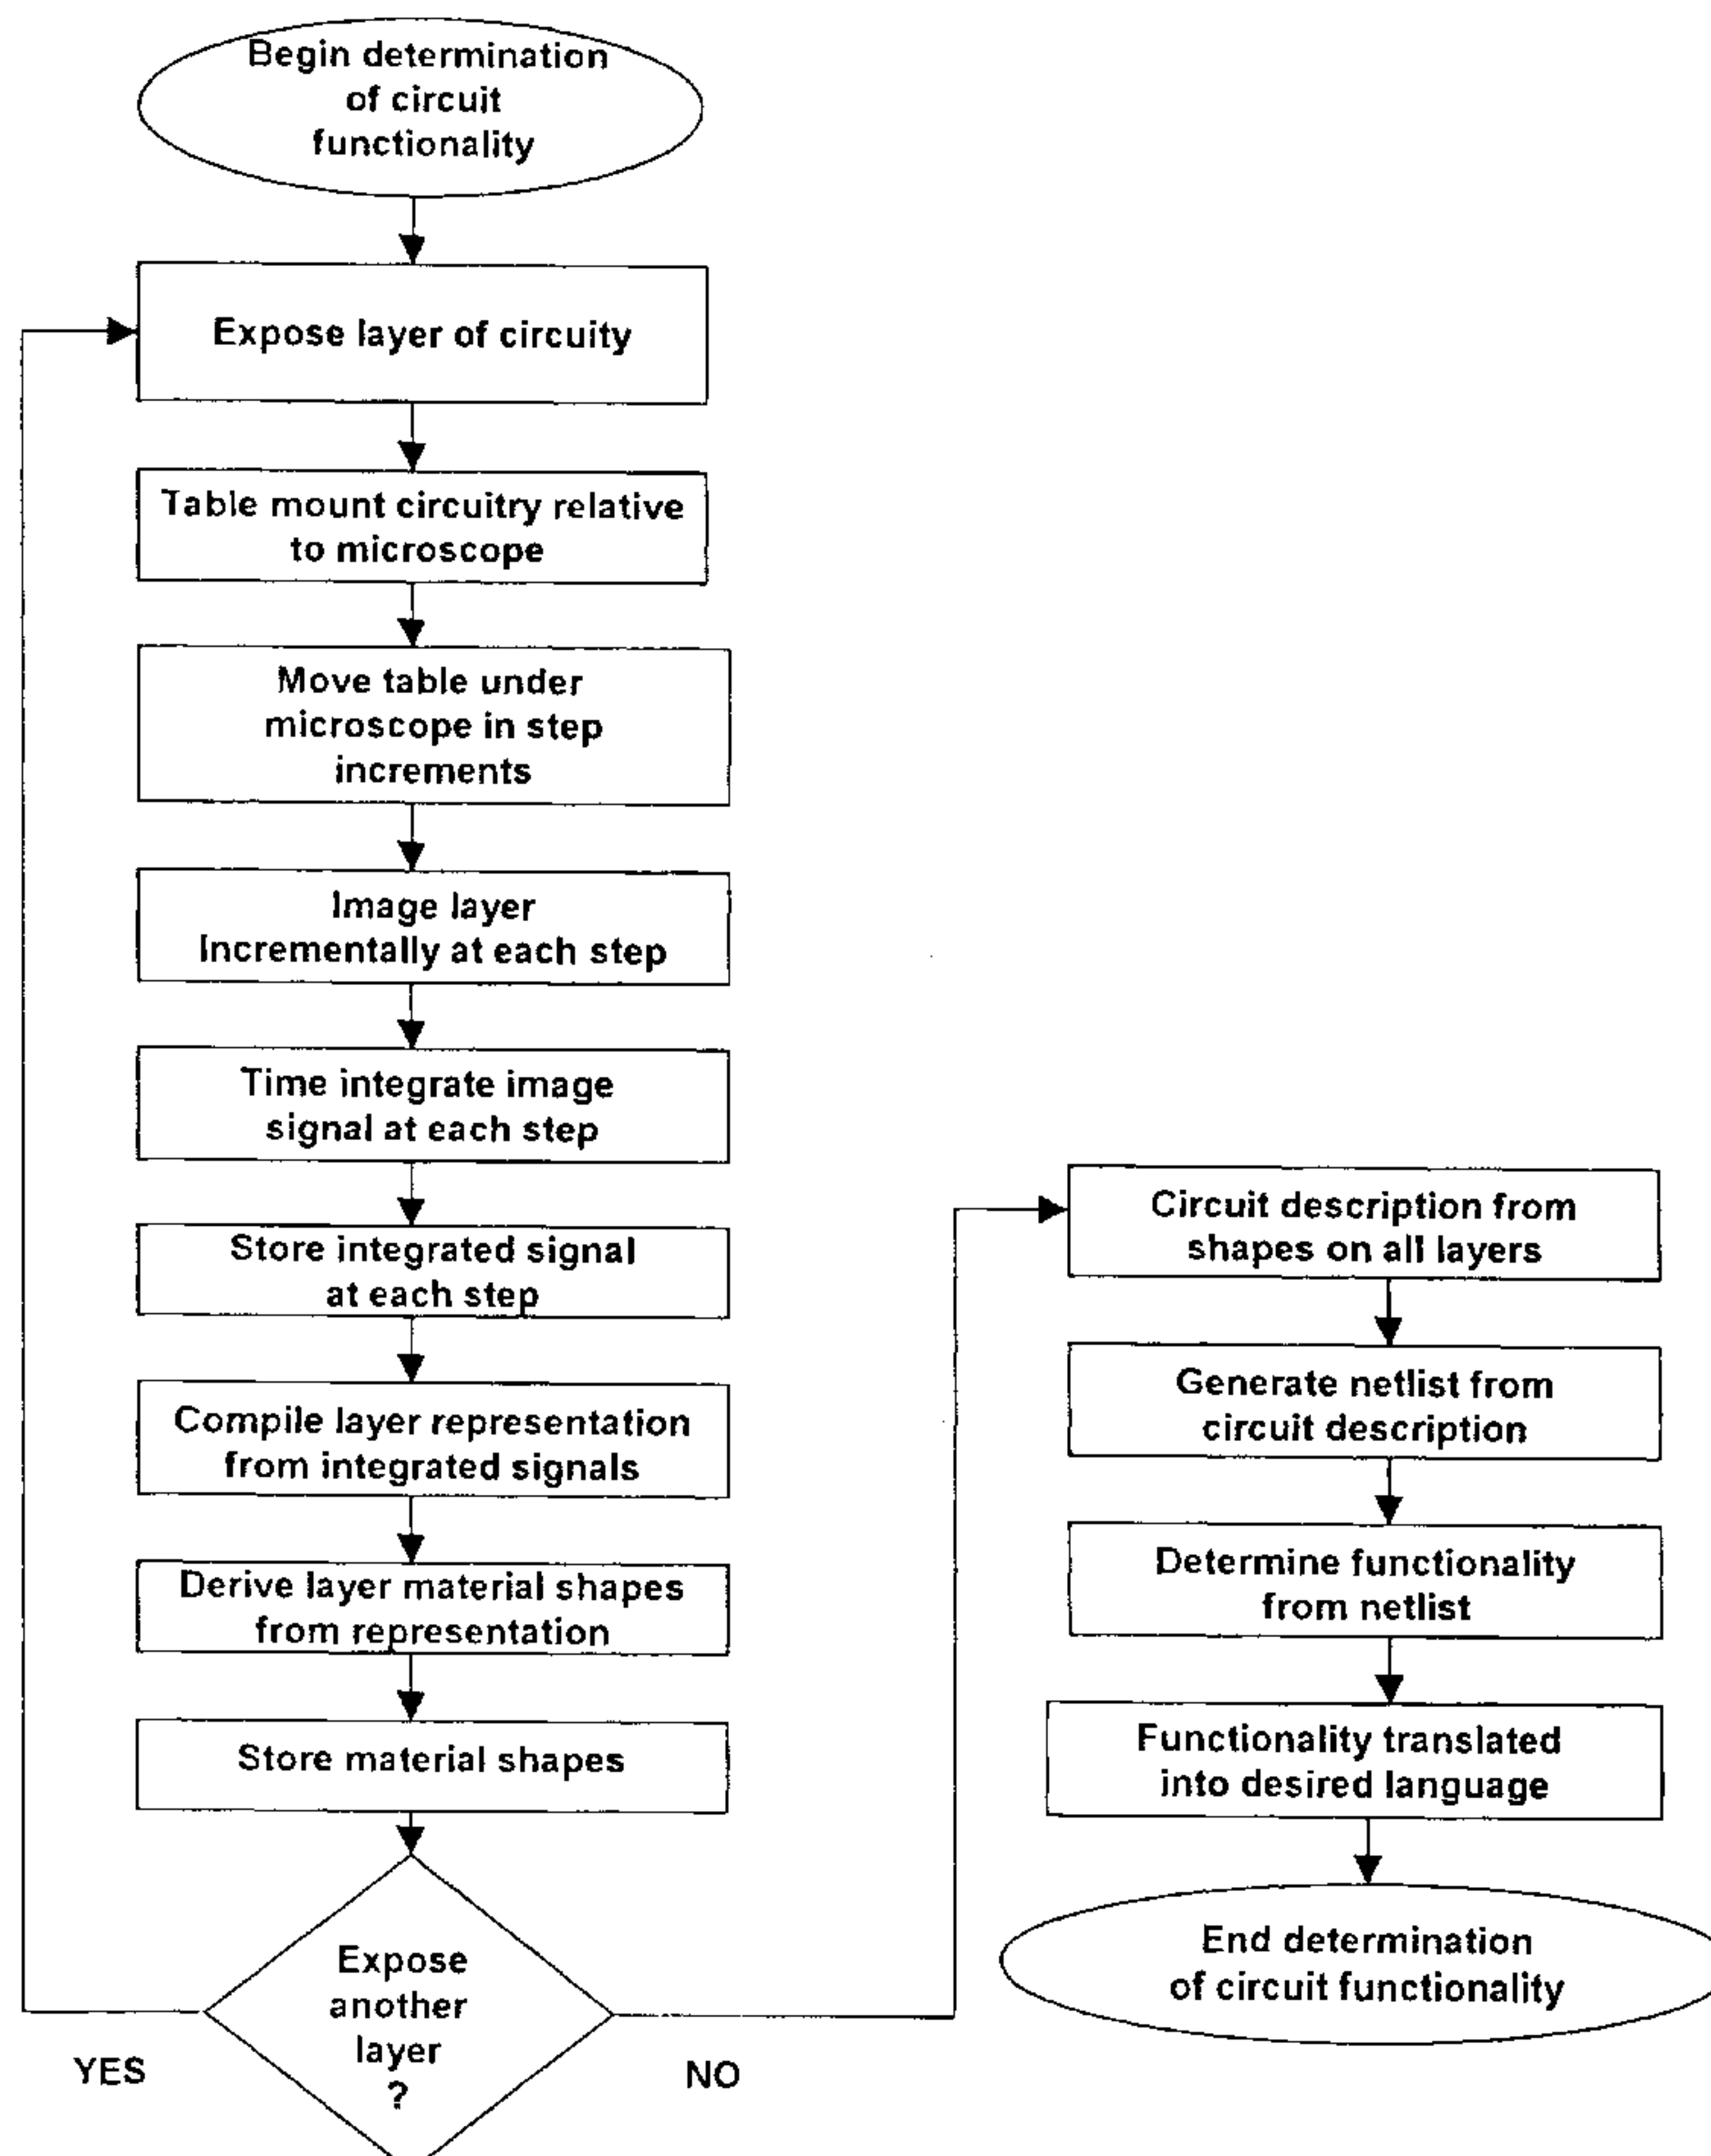 Begin determination
of circuit
functionality
Expose layer of circuity
Table mount circuitry relative
to microscope
Move table under
microscope in step
increments
Image layer
Incrementally at each step
Time integrate image
signal at each step
Store integrated signal
at each step
Compile layer representation
from integrated signals
Derive layer material shapes
from representation
Store material shapes
Expose
another
layer
?
YES
NO
Circuit description from
shapes on all layers
Generate netlist from
circuit description
Determine functionality
from netlist
Functionality translated
into desired language
End determination
of circuit functionality